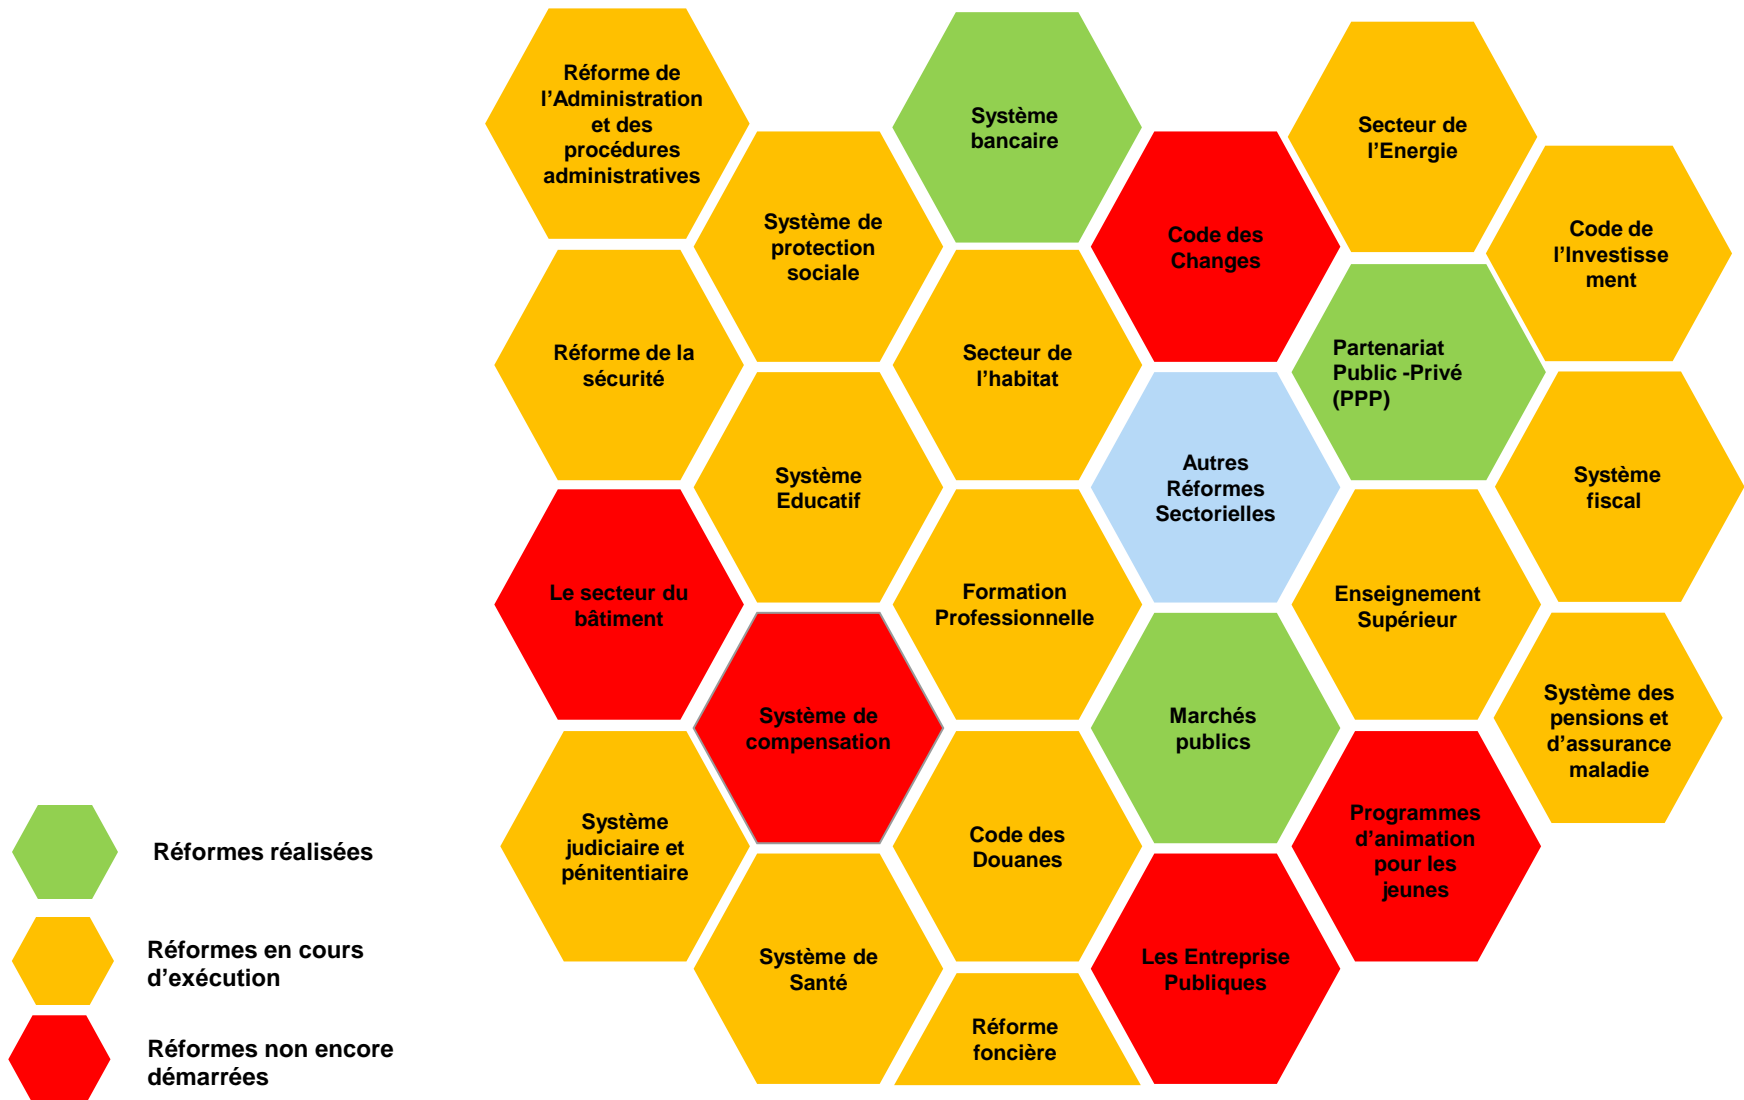 Réforme de
l'Administration
et des
procédures
administratives
Système
bancaire
Secteur de
l'Energie
Système de
protection
sociale
Code des
Changes
Code de
l'Investisse
ment
Réforme de la
sécurité
Secteur de
l'habitat
Partenariat
Public -Privé
(PPP)
Système
Educatif
Autres
Réformes
Sectorielles
Système
fiscal
Le secteur du
bâtiment
Formation
Professionnelle
Enseignement
Supérieur
Système de
compensation
Marchés
publics
Système des
pensions et
d'assurance
maladie
Système
judiciaire et
pénitentiaire
Code des
Douanes
Programmes
d'animation
pour les
jeunes
Système de
Santé
Les Entreprise
Publiques
Réforme
foncière
Réformes réalisées
Réformes en cours
d'exécution
Réformes non encore
démarrées